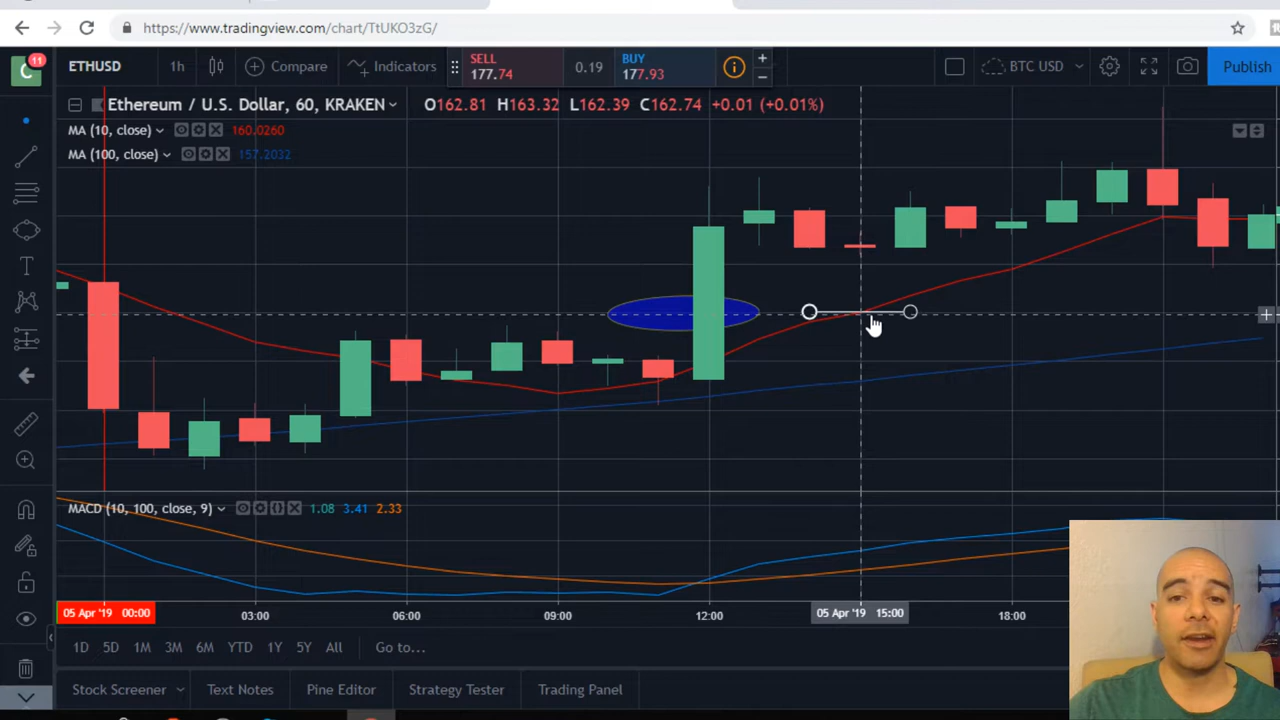 https://www.tradingview.com/chart/TtUKO3zG/
11
C
ETHUSD
1h
Compare
Indicators
SELL
177.74
0.19
BUY
177.93
BTC USD
Publish
Ethereum / U.S. Dollar, 60, KRAKEN
O162.81 H163.32 L162.39 C162.74 +0.01 (+0.01%)
MA (10, close) 160.0260
MA (100, close) 157.2032
MACD (10, 100, close, 9) 1.08 3.41 2.33
05 Apr '19 00:00 03:00 06:00 09:00 12:00 05 Apr '19 15:00 18:00
1D 5D 1M 3M 6M YTD 1Y 5Y All Go to...
Stock Screener Text Notes Pine Editor Strategy Tester Trading Panel